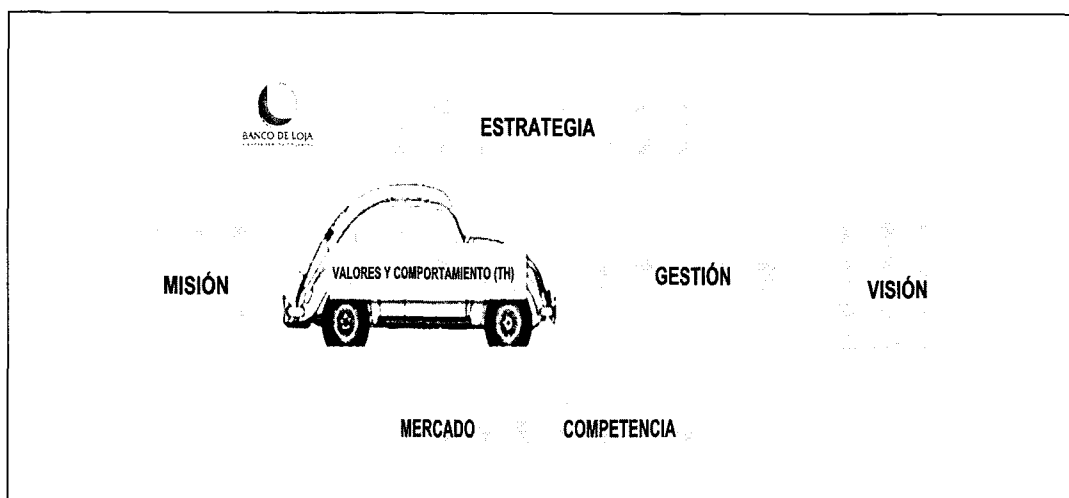 BANCO DE LOJA
ESTRATEGIA
MISIÓN
VALORES Y COMPORTAMIENTO (TH)
GESTIÓN
VISIÓN
MERCADO
COMPETENCIA